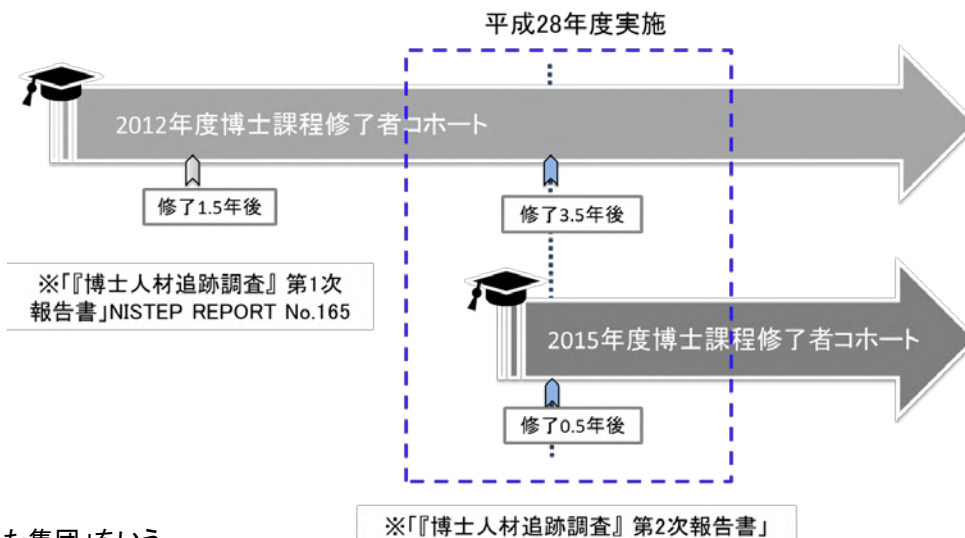 平成28年度実施
2012年度博士課程修了者コホート
修了1.5年後
修了3.5年後
※「『博士人材追跡調査』 第1次
報告書」NISTEP REPORT No.165
2015年度博士課程修了者コホート
修了0.5年後
※「『博士人材追跡調査』 第2次報告書」
た集団」をいう